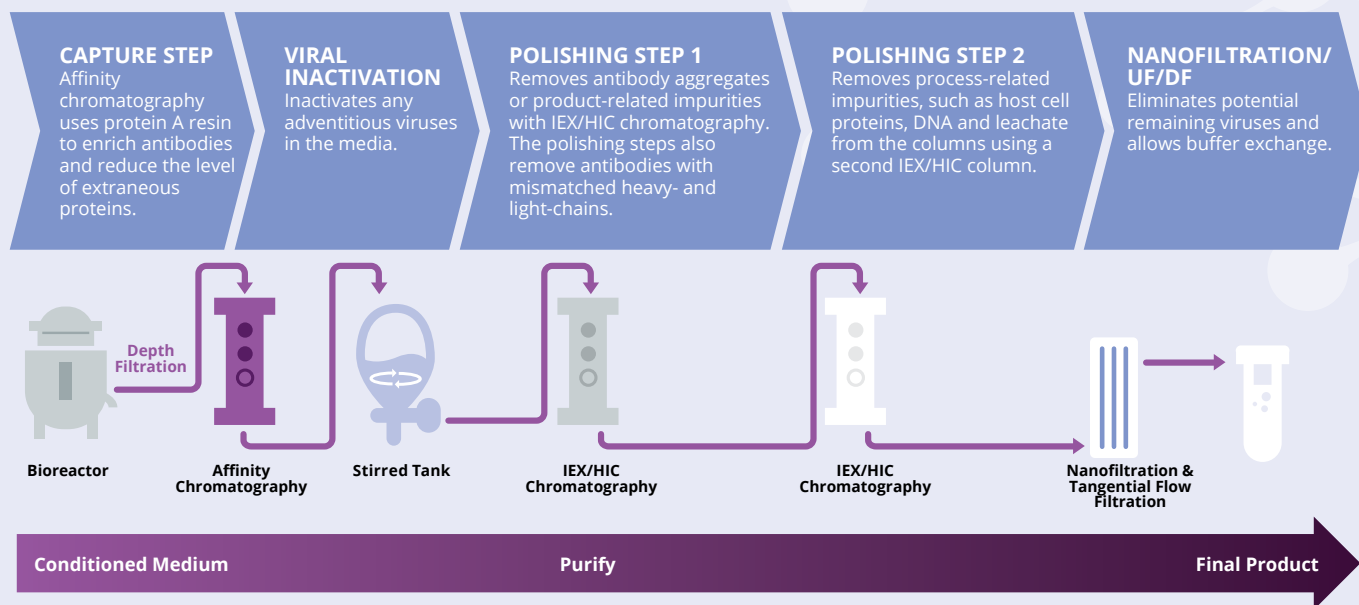 CAPTURE STEP
Affinity
chromatography
uses protein A resin
to enrich antibodies
and reduce the level
of extraneous
proteins.
VIRAL
INACTIVATION
Inactivates any
adventitious viruses
in the media.
POLISHING STEP 1
Removes antibody aggregates
or product-related impurities
with IEX/HIC chromatography.
The polishing steps also
remove antibodies with
mismatched heavy- and
light-chains.
POLISHING STEP 2
Removes process-related
impurities, such as host cell
proteins, DNA and leachate
from the columns using a
second IEX/HIC column.
NANOFILTRATION/
UF/DF
Eliminates potential
remaining viruses and
allows buffer exchange.
Depth
Filtration
Bioreactor
Affinity
Chromatography
Stirred Tank
IEX/HIC
Chromatography
IEX/HIC
Chromatography
Nanofiltration &
Tangential Flow
Filtration
Conditioned Medium
Purify
Final Product